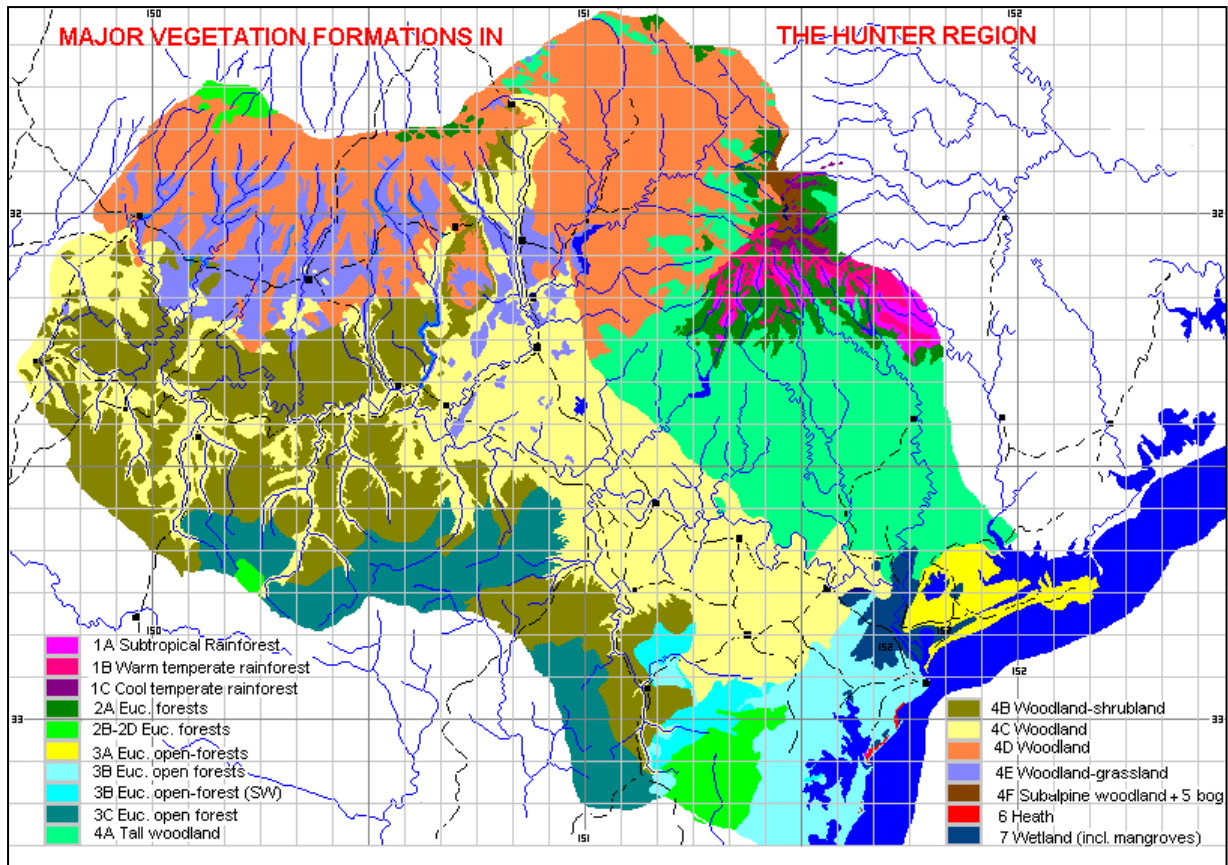 150
151
152
MAJOR VEGETATION FORMATIONS IN THE HUNTER REGION
32
32
150
152
152
152
1A Subtropical Rainforest
1B Warm temperate rainforest
1C Cool temperate rainforest
2A Euc. forests
2B-2D Euc. forests
3A Euc. open-forests
3B Euc. open forests
3B Euc. open-forest (SW)
3C Euc. open forest
4A Tall woodland
33
33
4B Woodland-shrubland
4C Woodland
4D Woodland
4E Woodland-grassland
4F Subalpine woodland + 5 bog
6 Heath
7 Wetland (incl. mangroves)
151